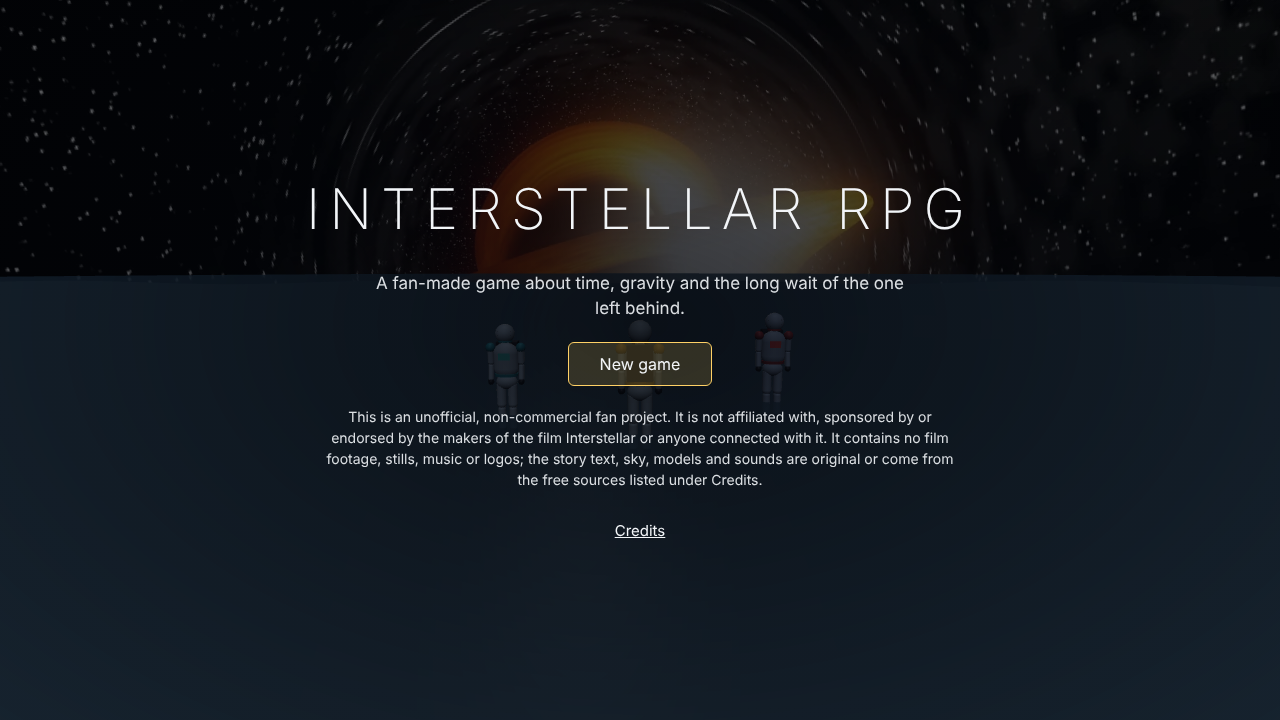 INTERSTELLAR RPG
A fan-made game about time, gravity and the long wait of the one
left behind.
New game
This is an unofficial, non-commercial fan project. It is not affiliated with, sponsored by or
endorsed by the makers of the film Interstellar or anyone connected with it. It contains no film
footage, stills, music or logos; the story text, sky, models and sounds are original or come from
the free sources listed under Credits.
Credits